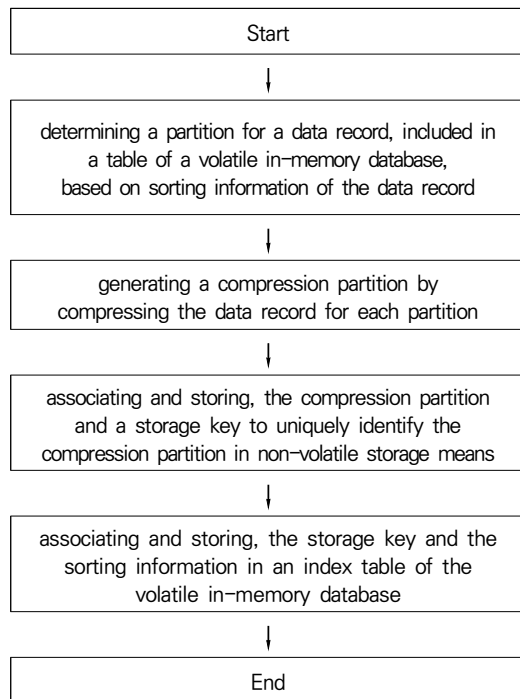 Start
determining a partition for a data record, included in
a table of a volatile in-memory database,
based on sorting information of the data record
generating a compression partition by
compressing the data record for each partition
associating and storing, the compression partition
and a storage key to uniquely identify the
compression partition in non-volatile storage means
associating and storing, the storage key and the
sorting information in an index table of the
volatile in-memory database
End